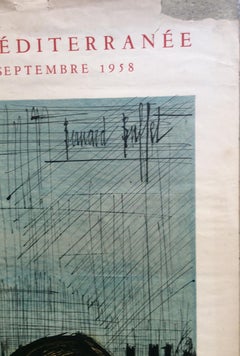 ÉDITERRANÉE
SEPTEMBRE 1958
Bernard Buffet